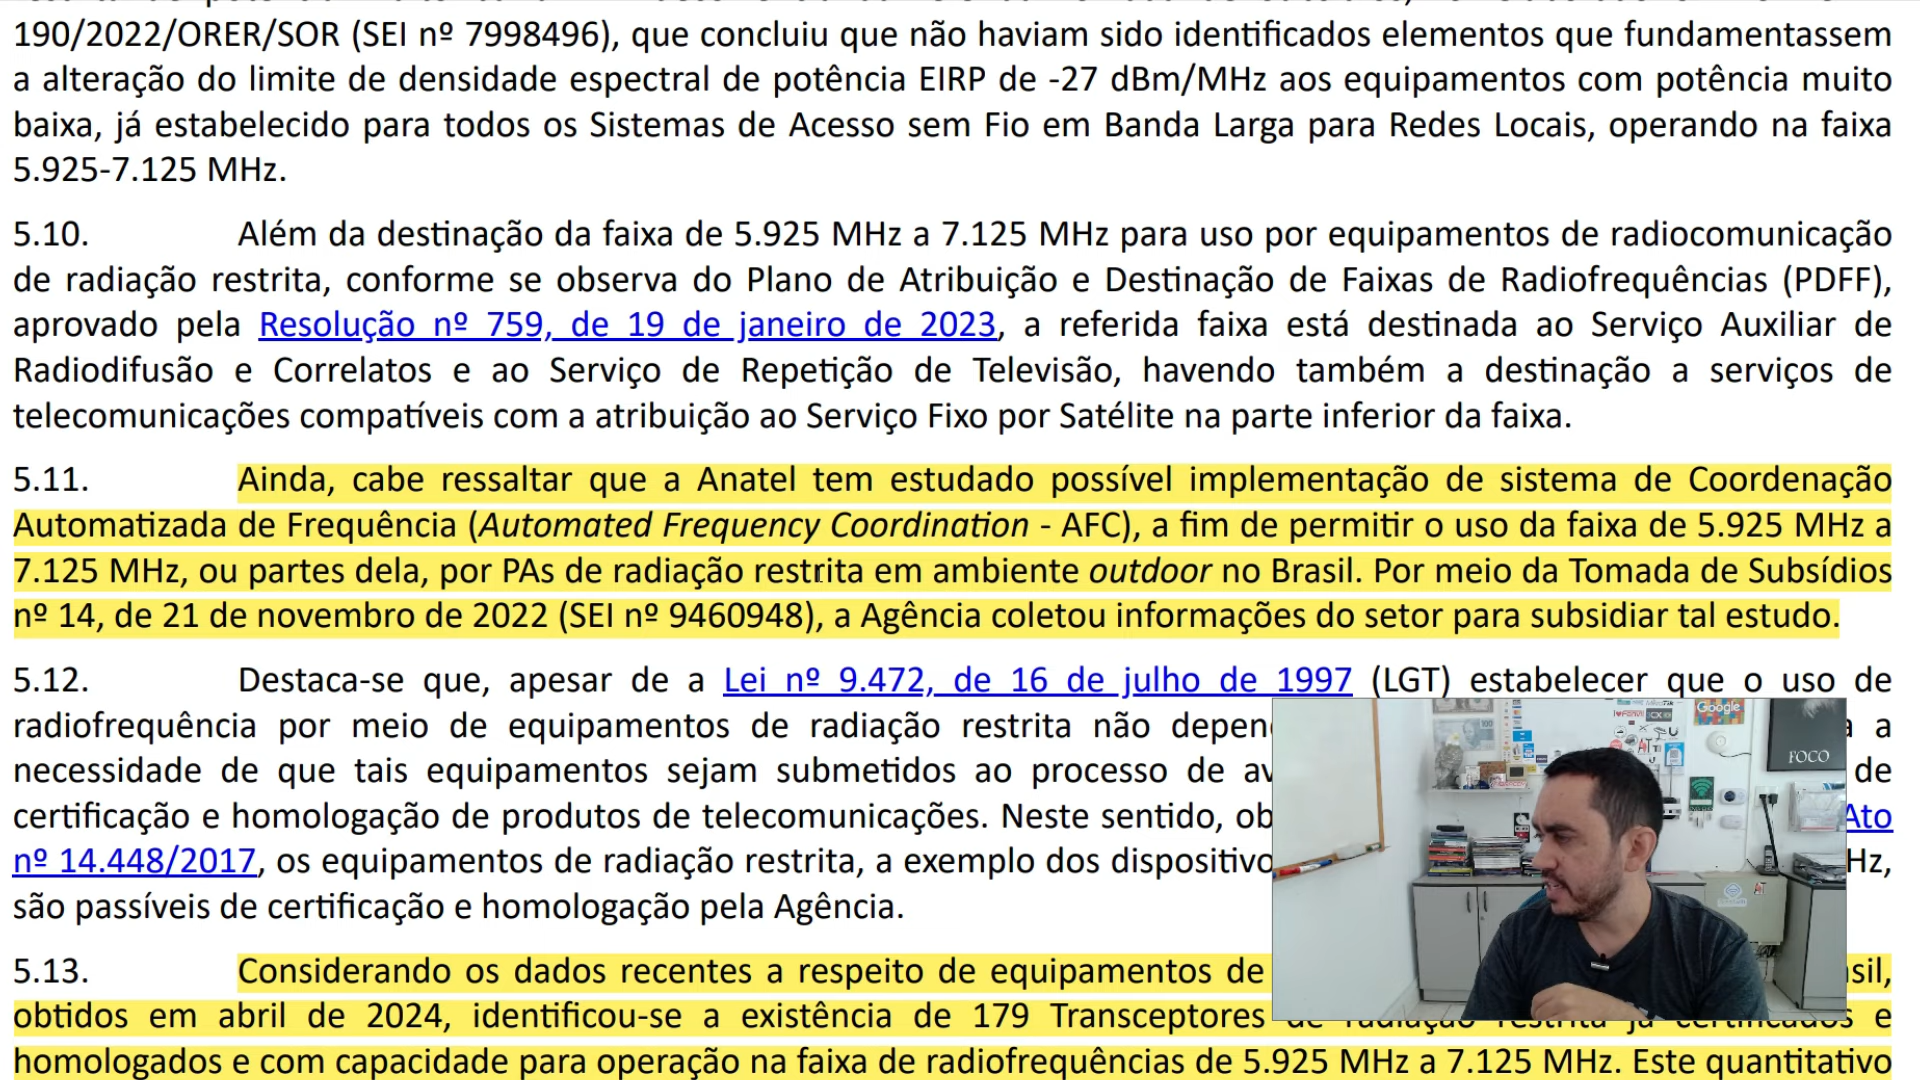 190/2022/ORER/SOR (SEI nº 7998496), que concluiu que não haviam sido identificados elementos que fundamentassem
a alteração do limite de densidade espectral de potência EIRP de -27 dBm/MHz aos equipamentos com potência muito
baixa, já estabelecido para todos os Sistemas de Acesso sem Fio em Banda Larga para Redes Locais, operando na faixa
5.925-7.125 MHz.
5.10. Além da destinação da faixa de 5.925 MHz a 7.125 MHz para uso por equipamentos de radiocomunicação
de radiação restrita, conforme se observa do Plano de Atribuição e Destinação de Faixas de Radiofrequências (PDFF),
aprovado pela Resolução nº 759, de 19 de janeiro de 2023, a referida faixa está destinada ao Serviço Auxiliar de
Radiodifusão e Correlatos e ao Serviço de Repetição de Televisão, havendo também a destinação a serviços de
telecomunicações compatíveis com a atribuição ao Serviço Fixo por Satélite na parte inferior da faixa.
5.11. Ainda, cabe ressaltar que a Anatel tem estudado possível implementação de sistema de Coordenação
Automatizada de Frequência (Automated Frequency Coordination - AFC), a fim de permitir o uso da faixa de 5.925 MHz a
7.125 MHz, ou partes dela, por PAs de radiação restrita em ambiente outdoor no Brasil. Por meio da Tomada de Subsídios
nº 14, de 21 de novembro de 2022 (SEI nº 9460948), a Agência coletou informações do setor para subsidiar tal estudo.
5.12. Destaca-se que, apesar de a Lei nº 9.472, de 16 de julho de 1997 (LGT) estabelecer que o uso de
radiofrequência por meio de equipamentos de radiação restrita não depen a
necessidade de que tais equipamentos sejam submetidos ao processo de av de
certificação e homologação de produtos de telecomunicações. Neste sentido, ob Ato
nº 14.448/2017, os equipamentos de radiação restrita, a exemplo dos dispositivo Hz,
são passíveis de certificação e homologação pela Agência.
5.13. Considerando os dados recentes a respeito de equipamentos de sil,
obtidos em abril de 2024, identificou-se a existência de 179 Transceptores de radiação restrita já certificados e
homologados e com capacidade para operação na faixa de radiofrequências de 5.925 MHz a 7.125 MHz. Este quantitativo
Google
FOCO